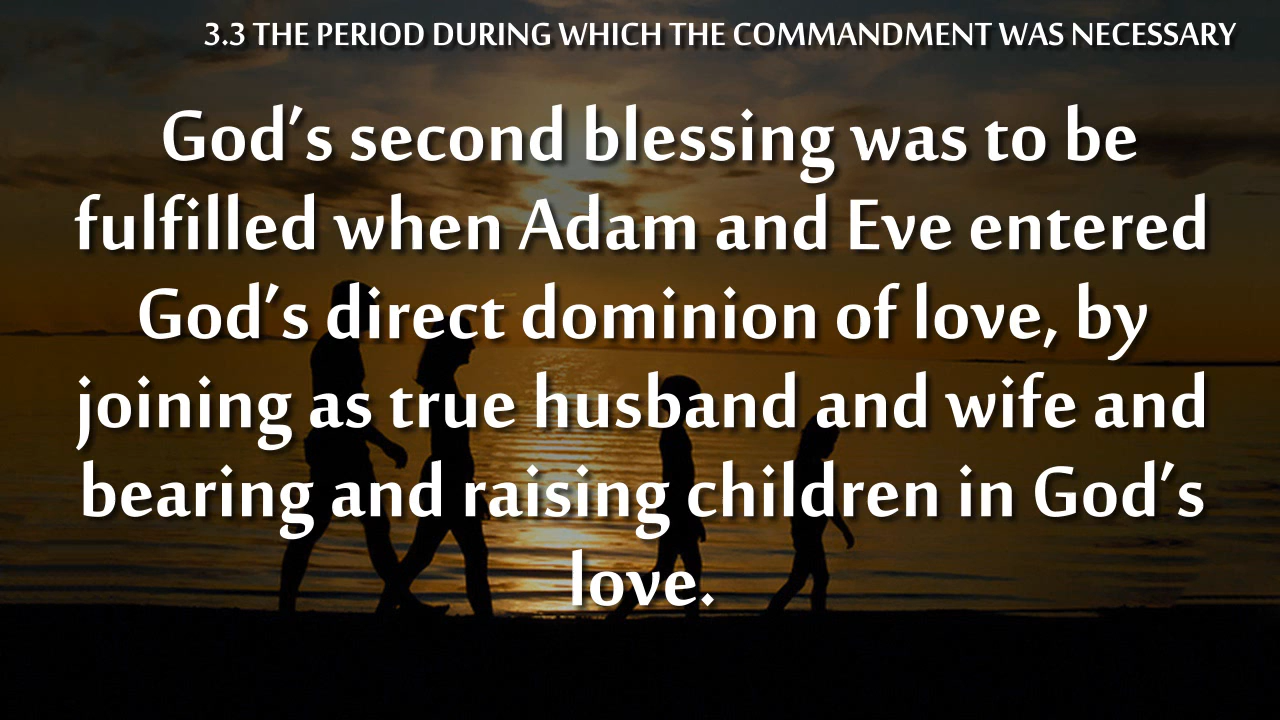 3.3 THE PERIOD DURING WHICH THE COMMANDMENT WAS NECESSARY
God′s second blessing was to be
fulfilled when Adam and Eve entered
God′s direct dominion of love, by
joining as true husband and wife and
bearing and raising children in God′s
love.